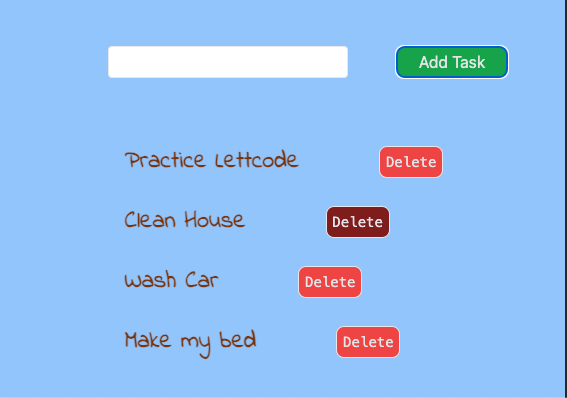 Add Task
Practice Lettcode Delete
Clean House Delete
Wash Car Delete
Make my bed Delete